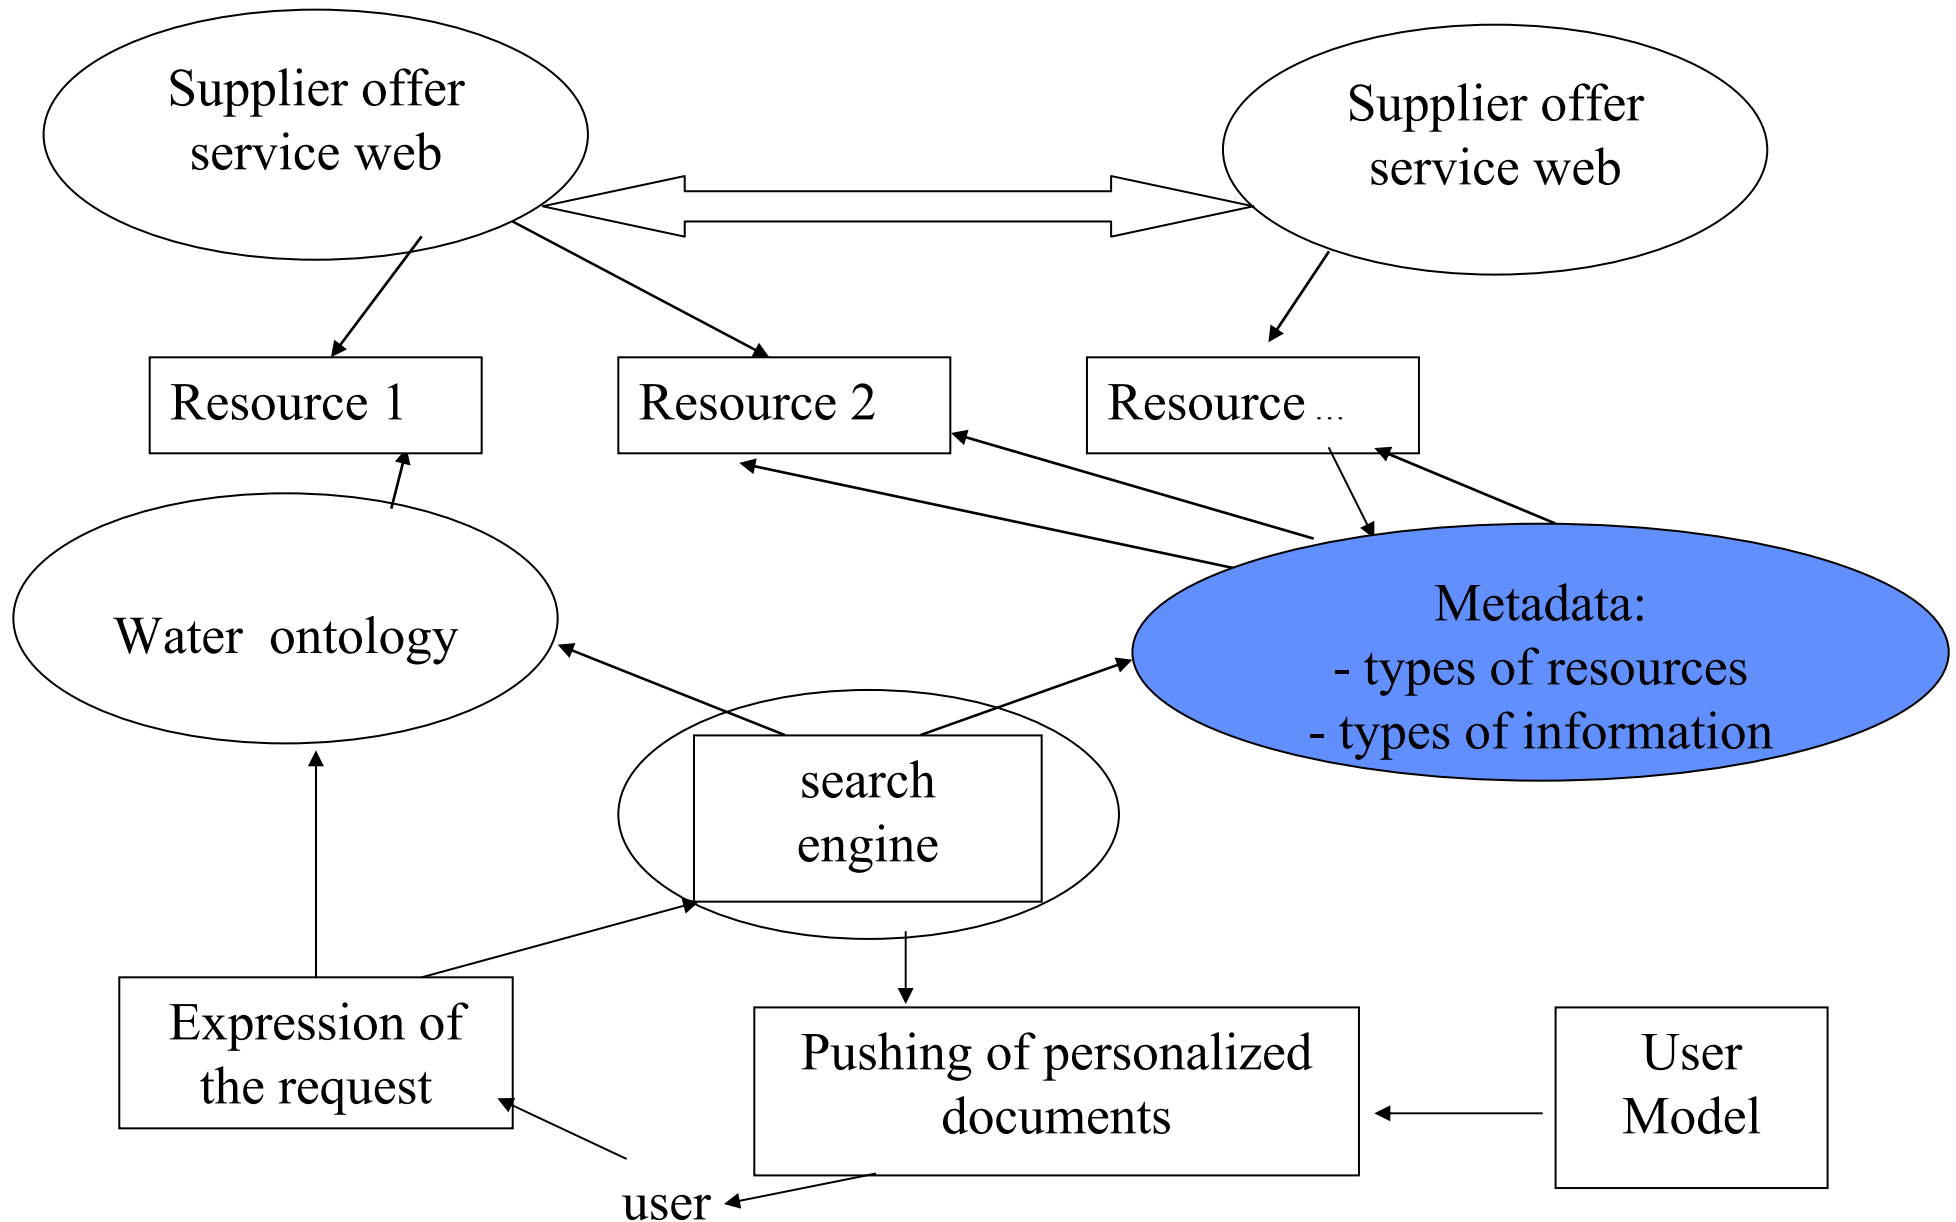 Supplier offer
service web
Supplier offer
service web
Resource 1
Resource 2
Resource ...
Water ontology
Metadata:
- types of resources
- types of information
search
engine
Expression of
the request
Pushing of personalized
documents
User
Model
user